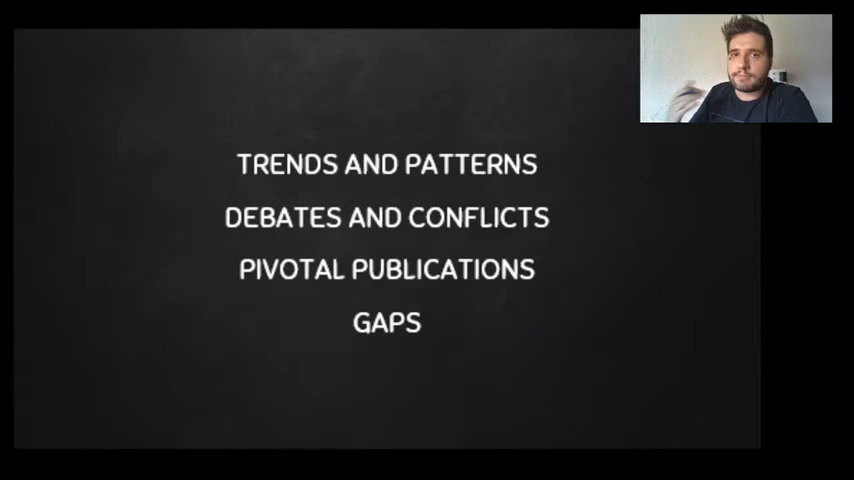 TRENDS AND PATTERNS
DEBATES AND CONFLICTS
PIVOTAL PUBLICATIONS
GAPS